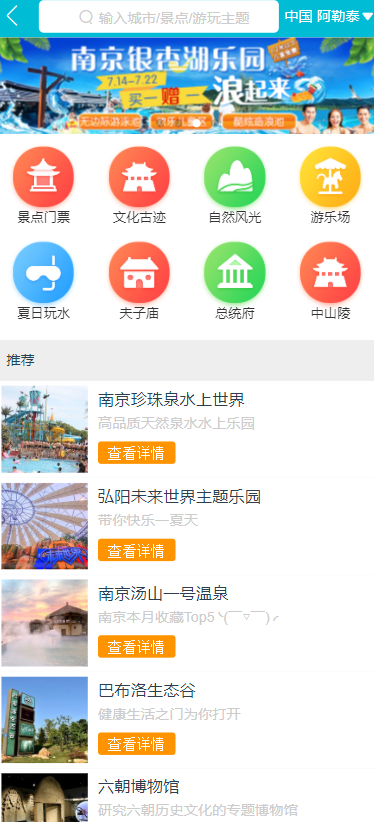 输入城市/景点/游玩主题
中国 阿勒泰
南京银杏湖乐园
7.14--7.22
买一赠一
浪起来
无边际游泳池
欢乐儿童区
酷炫造浪池
景点门票
文化古迹
自然风光
游乐场
夏日玩水
夫子庙
总统府
中山陵
推荐
南京珍珠泉水上世界
高品质天然泉水水上乐园
查看详情
弘阳未来世界主题乐园
带你快乐一夏天
查看详情
南京汤山一号温泉
南京本月收藏Top5ヽ(￣▽￣)ノ
查看详情
巴布洛生态谷
健康生活之门为你打开
查看详情
六朝博物馆
研究六朝历史文化的专题博物馆